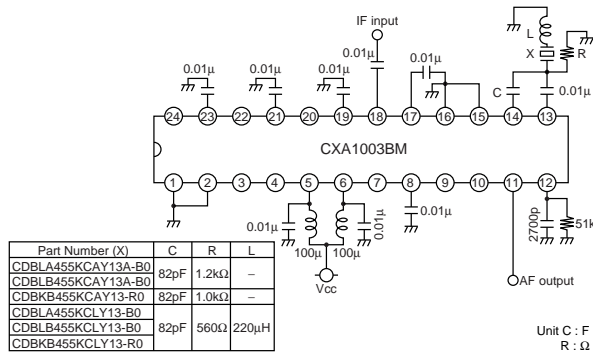 IF input
L
X
R
0.01µ
0.01µ
0.01µ
0.01µ
0.01µ
C
0.01µ
24 23 22 21 20 19 18 17 16 15 14 13
CXA1003BM
1 2 3 4 5 6 7 8 9 10 11 12
0.01µ
100µ
100µ
0.01µ
0.01µ
2700p
51k
Vcc
AF output
Part Number (X) C R L
CDBLA455KCAY13A-B0
CDBLB455KCAY13A-B0
82pF 1.2kΩ –
CDBKB455KCAY13-R0 82pF 1.0kΩ –
CDBLA455KCLY13-B0
CDBLB455KCLY13-B0
CDBKB455KCLY13-R0
82pF 560Ω 220µH
Unit C : F
R : Ω